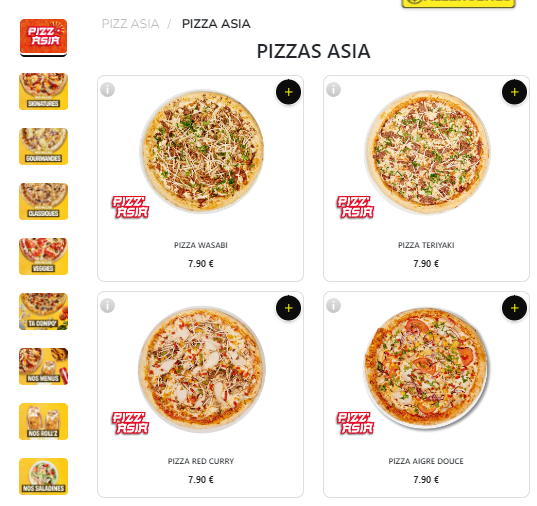 PIZZ ASIA / PIZZA ASIA
PIZZAS ASIA
PIZZ'
ASIA
SIGNATURES
GOURMANDES
CLASSIQUES
VEGGIES
TA COMPO'
NOS MENUS
NOS ROLL'Z
NOS SALADINES
i
+
PIZZ'
ASIA
PIZZA WASABI
7.90 €
i
+
PIZZ'
ASIA
PIZZA TERIYAKI
7.90 €
i
+
PIZZ'
ASIA
PIZZA RED CURRY
7.90 €
i
+
PIZZ'
ASIA
PIZZA AIGRE DOUCE
7.90 €